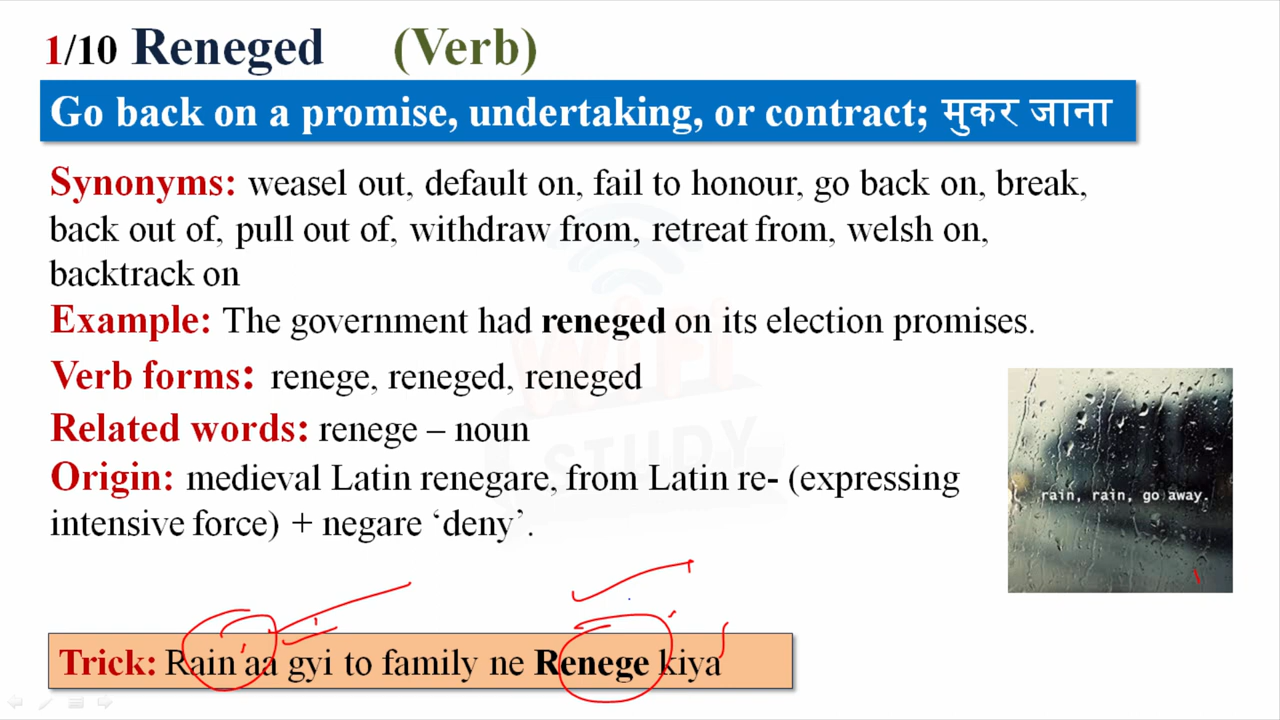 1/10 Reneged (Verb)
Go back on a promise, undertaking, or contract; मुकर जाना
Synonyms: weasel out, default on, fail to honour, go back on, break,
back out of, pull out of, withdraw from, retreat from, welsh on,
backtrack on
Example: The government had reneged on its election promises.
Verb forms: renege, reneged, reneged
Related words: renege – noun
Origin: medieval Latin renegare, from Latin re- (expressing
intensive force) + negare ‘deny’.
rain, rain, go away.
Trick: Rain aa gyi to family ne Renege kiya
WiFi
STUDY